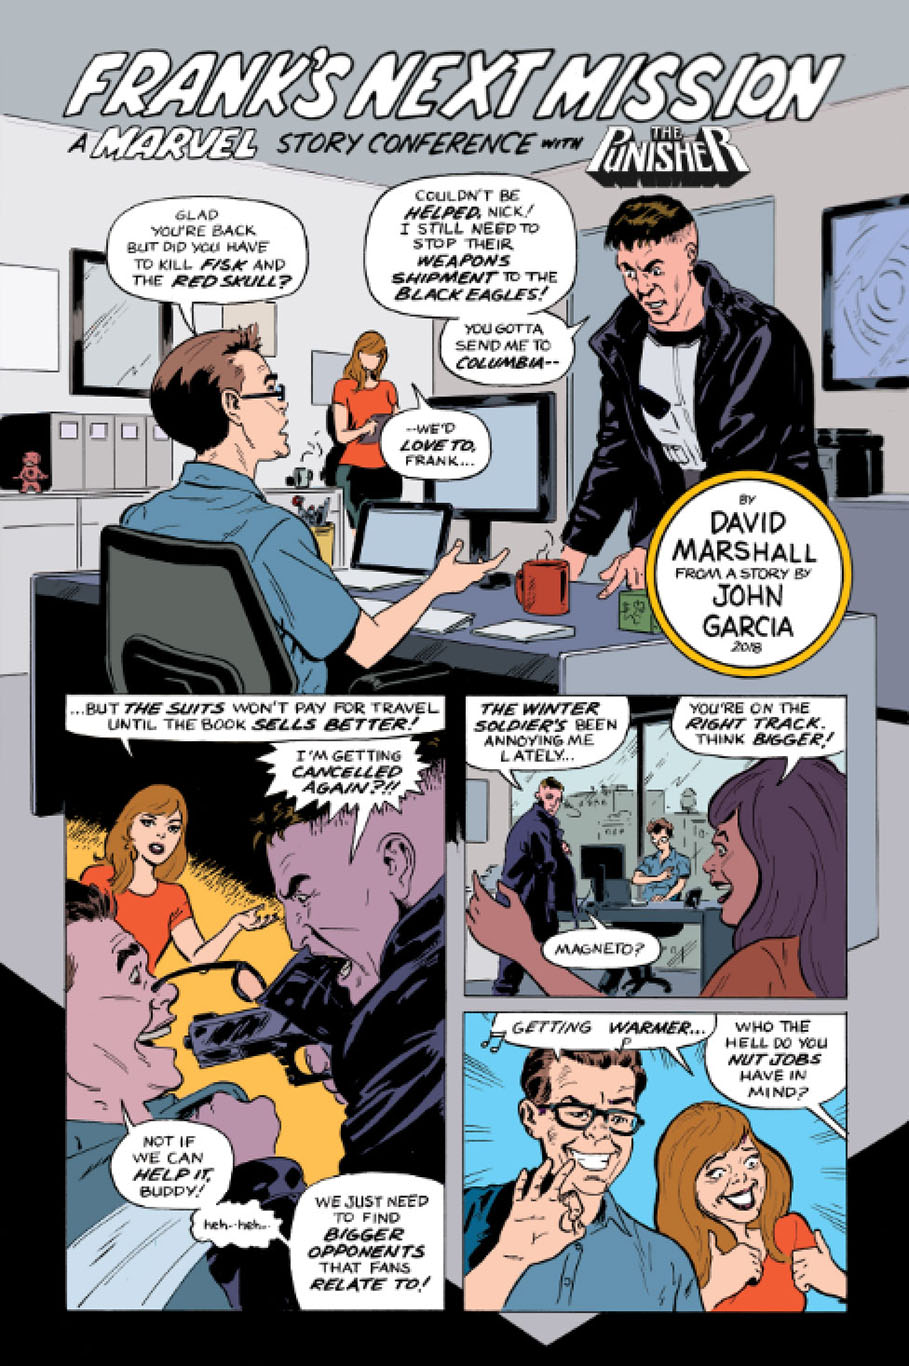 FRANK'S NEXT MISSION
A MARVEL STORY CONFERENCE WITH THE PUNISHER
GLAD
YOU'RE BACK
BUT DID YOU HAVE
TO KILL FISK AND
THE RED SKULL?
COULDN'T BE
HELPED, NICK!
I STILL NEED TO
STOP THEIR
WEAPONS
SHIPMENT TO THE
BLACK EAGLES!
YOU GOTTA
SEND ME TO
COLUMBIA--
--WE'D
LOVE TO,
FRANK...
BY
DAVID
MARSHALL
FROM A STORY BY
JOHN
GARCIA
2018
...BUT THE SUITS WON'T PAY FOR TRAVEL
UNTIL THE BOOK SELLS BETTER!
I'M GETTING
CANCELLED
AGAIN?!!
NOT IF
WE CAN
HELP IT,
BUDDY!
heh--heh--
WE JUST NEED
TO FIND
BIGGER
OPPONENTS
THAT FANS
RELATE TO!
THE WINTER
SOLDIER'S BEEN
ANNOYING ME
LATELY...
YOU'RE ON THE
RIGHT TRACK.
THINK BIGGER!
MAGNETO?
GETTING WARMER...
WHO THE
HELL DO YOU
NUT JOBS
HAVE IN
MIND?